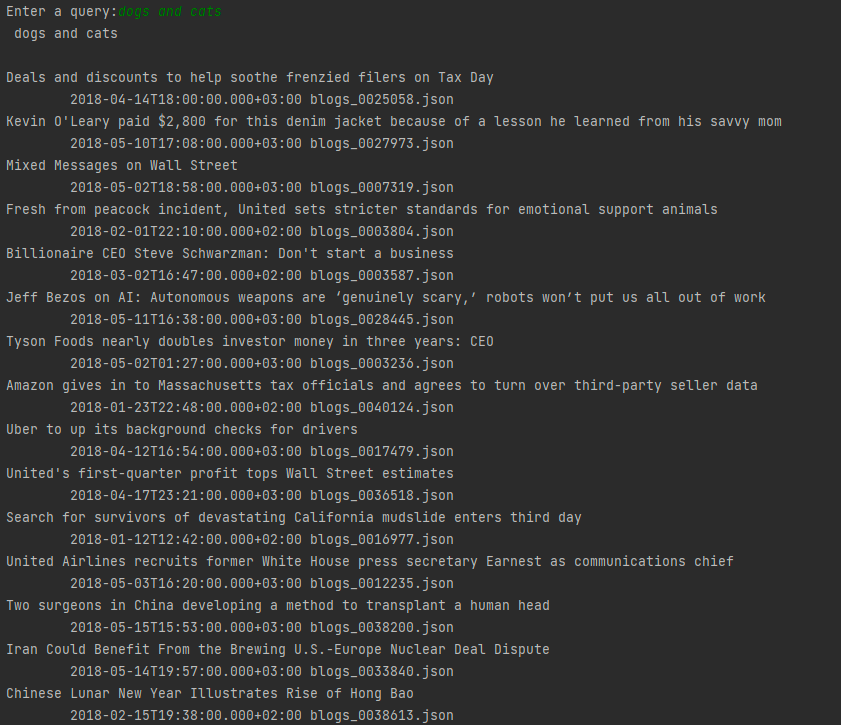 Enter a query:dogs and cats
dogs and cats
Deals and discounts to help soothe frenzied filers on Tax Day
2018-04-14T18:00:00.000+03:00 blogs_0025058.json
Kevin O'Leary paid $2,800 for this denim jacket because of a lesson he learned from his savvy mom
2018-05-10T17:08:00.000+03:00 blogs_0027973.json
Mixed Messages on Wall Street
2018-05-02T18:58:00.000+03:00 blogs_0007319.json
Fresh from peacock incident, United sets stricter standards for emotional support animals
2018-02-01T22:10:00.000+02:00 blogs_0003804.json
Billionaire CEO Steve Schwarzman: Don't start a business
2018-03-02T16:47:00.000+02:00 blogs_0003587.json
Jeff Bezos on AI: Autonomous weapons are ‘genuinely scary,’ robots won’t put us all out of work
2018-05-11T16:38:00.000+03:00 blogs_0028445.json
Tyson Foods nearly doubles investor money in three years: CEO
2018-05-02T01:27:00.000+03:00 blogs_0003236.json
Amazon gives in to Massachusetts tax officials and agrees to turn over third-party seller data
2018-01-23T22:48:00.000+02:00 blogs_0040124.json
Uber to up its background checks for drivers
2018-04-12T16:54:00.000+03:00 blogs_0017479.json
United's first-quarter profit tops Wall Street estimates
2018-04-17T23:21:00.000+03:00 blogs_0036518.json
Search for survivors of devastating California mudslide enters third day
2018-01-12T12:42:00.000+02:00 blogs_0016977.json
United Airlines recruits former White House press secretary Earnest as communications chief
2018-05-03T16:20:00.000+03:00 blogs_0012235.json
Two surgeons in China developing a method to transplant a human head
2018-05-15T15:53:00.000+03:00 blogs_0038200.json
Iran Could Benefit From the Brewing U.S.-Europe Nuclear Deal Dispute
2018-05-14T19:57:00.000+03:00 blogs_0033840.json
Chinese Lunar New Year Illustrates Rise of Hong Bao
2018-02-15T19:38:00.000+02:00 blogs_0038613.json